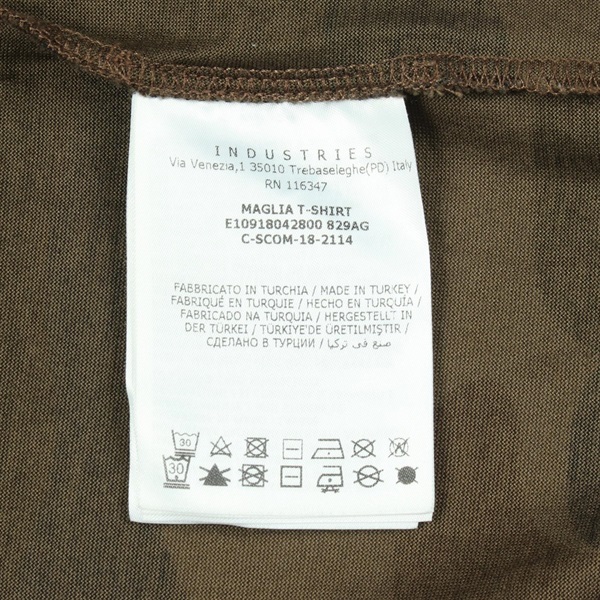 INDUSTRIES
Via Venezia,1 35010 Trebaseleghe(PD) Italy
RN 116347
MAGLIA T-SHIRT
E10918042800 829AG
C-SCOM-18-2114
FABBRICATO IN TURCHIA / MADE IN TURKEY /
FABRIQUÉ EN TURQUIE / HECHO EN TURQUÍA /
FABRICADO NA TURQUIA / HERGESTELLT IN
DER TÜRKEI / TÜRKİYE'DE ÜRETİLMİŞTİR /
СДЕЛАНО В ТУРЦИИ / صنع في تركيا
30
30